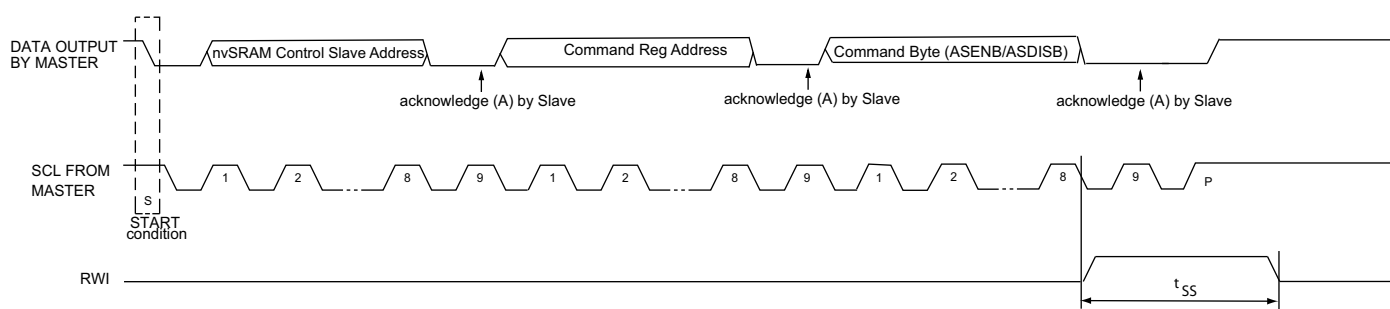 DATA OUTPUT
BY MASTER
nvSRAM Control Slave Address
Command Reg Address
Command Byte (ASENB/ASDISB)
acknowledge (A) by Slave
acknowledge (A) by Slave
acknowledge (A) by Slave
SCL FROM
MASTER
1 2 8 9 1 2 8 9 1 2 8 9 P
S
START
condition
RWI
tSS